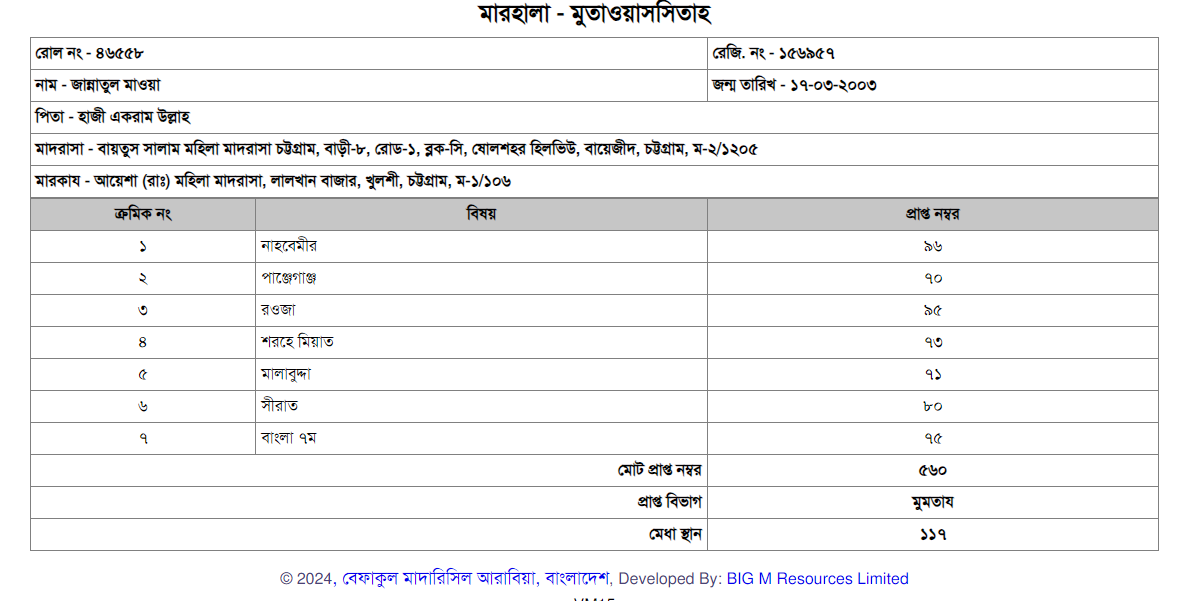 মারহালা - মুতাওয়াসসিতাহ
রোল নং - ৪৬৫৫৮ রেজি. নং - ১৫৬৯৫৭
নাম - জান্নাতুল মাওয়া জন্ম তারিখ - ১৭-০৩-২০০৩
পিতা - হাজী একরাম উল্লাহ
মাদরাসা - বায়তুস সালাম মহিলা মাদরাসা চট্টগ্রাম, বাড়ী-৮, রোড-১, ব্লক-সি, ষোলশহর হিলভিউ, বায়েজীদ, চট্টগ্রাম, ম-২/১২০৫
মারকায - আয়েশা (রাঃ) মহিলা মাদরাসা, লালখান বাজার, খুলশী, চট্টগ্রাম, ম-১/১০৬
ক্রমিক নং বিষয় প্রাপ্ত নম্বর
১ নাহবেমীর ৯৬
২ পাঞ্জেগাঞ্জ ৭০
৩ রওজা ৯৫
৪ শরহে মিয়াত ৭৩
৫ মালাবুদ্দা ৭১
৬ সীরাত ৮০
৭ বাংলা ৭ম ৭৫
মোট প্রাপ্ত নম্বর ৫৬০
প্রাপ্ত বিভাগ মুমতায
মেধা স্থান ১১৭
© 2024, বেফাকুল মাদারিসিল আরাবিয়া, বাংলাদেশ, Developed By: BIG M Resources Limited